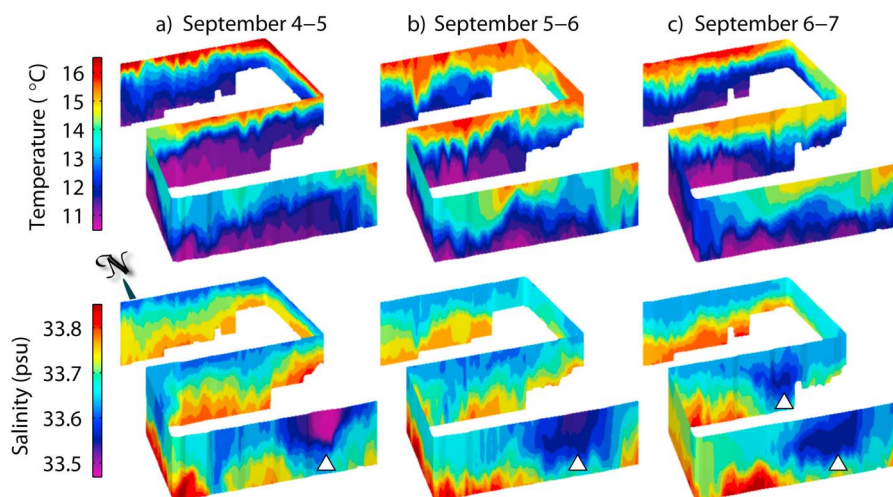 a) September 4–5
b) September 5–6
c) September 6–7
Temperature ( °C)
16
15
14
13
12
11
N
Salinity (psu)
33.8
33.7
33.6
33.5